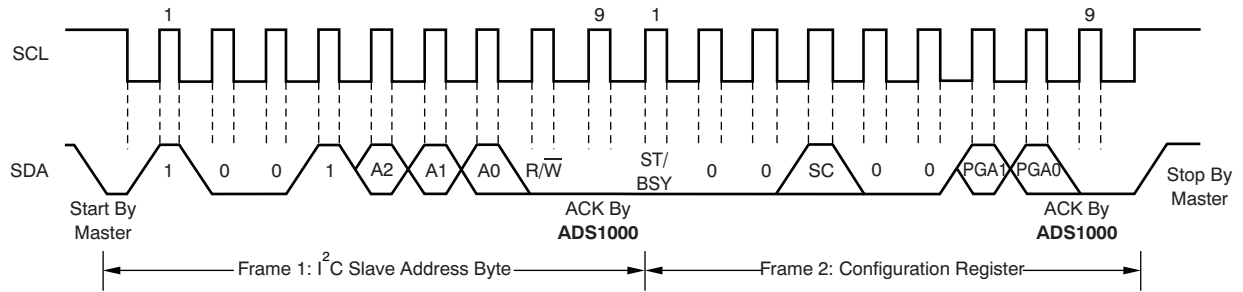 1 9 1 9
SCL
SDA
1 0 0 1 A2 A1 A0 R/W ST/BSY 0 0 SC 0 0 PGA1 PGA0
Start By
Master
ACK By
ADS1000
ACK By
ADS1000
Stop By
Master
Frame 1: I2C Slave Address Byte
Frame 2: Configuration Register